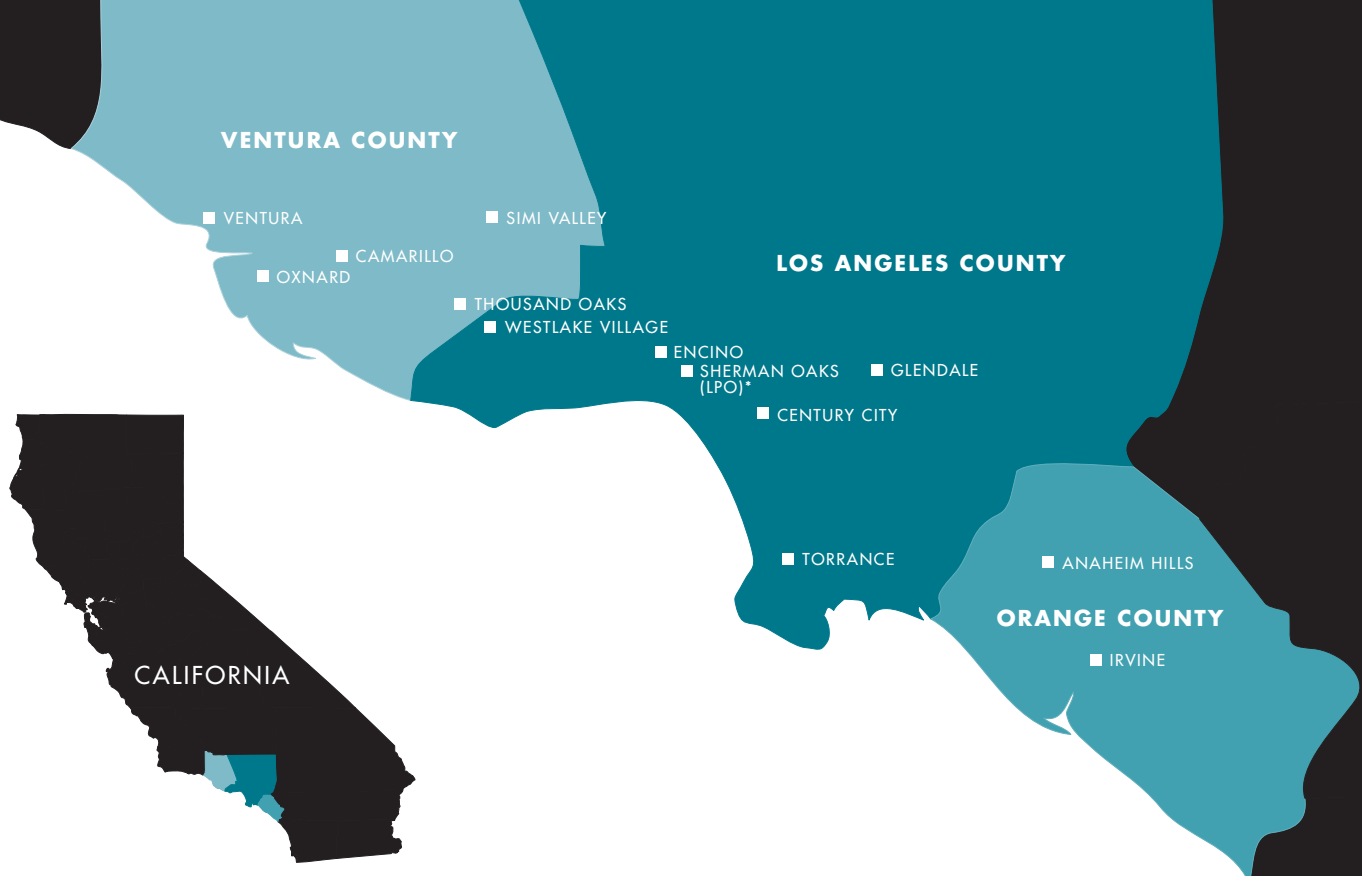 VENTURA COUNTY
VENTURA
SIMI VALLEY
CAMARILLO
OXNARD
LOS ANGELES COUNTY
THOUSAND OAKS
WESTLAKE VILLAGE
ENCINO
SHERMAN OAKS
(LPO)*
GLENDALE
CENTURY CITY
TORRANCE
ANAHEIM HILLS
ORANGE COUNTY
IRVINE
CALIFORNIA